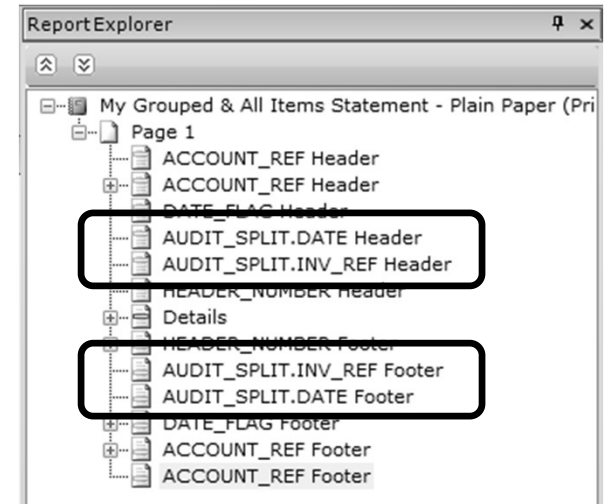 ReportExplorer
My Grouped & All Items Statement - Plain Paper (Pri
Page 1
ACCOUNT_REF Header
ACCOUNT_REF Header
DATE_FLAG Header
AUDIT_SPLIT.DATE Header
AUDIT_SPLIT.INV_REF Header
HEADER_NUMBER Header
Details
HEADER_NUMBER Footer
AUDIT_SPLIT.INV_REF Footer
AUDIT_SPLIT.DATE Footer
DATE_FLAG Footer
ACCOUNT_REF Footer
ACCOUNT_REF Footer